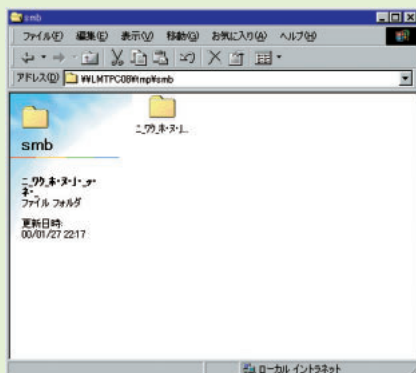 smb
ファイル(F) 編集(E) 表示(V) 移動(G) お気に入り(A) ヘルプ(H)
アドレス(D) ¥¥LMTPC08¥tmp¥smb
smb
ファイル フォルダ
更新日時:
00/01/27 22:17
ローカル イントラネット